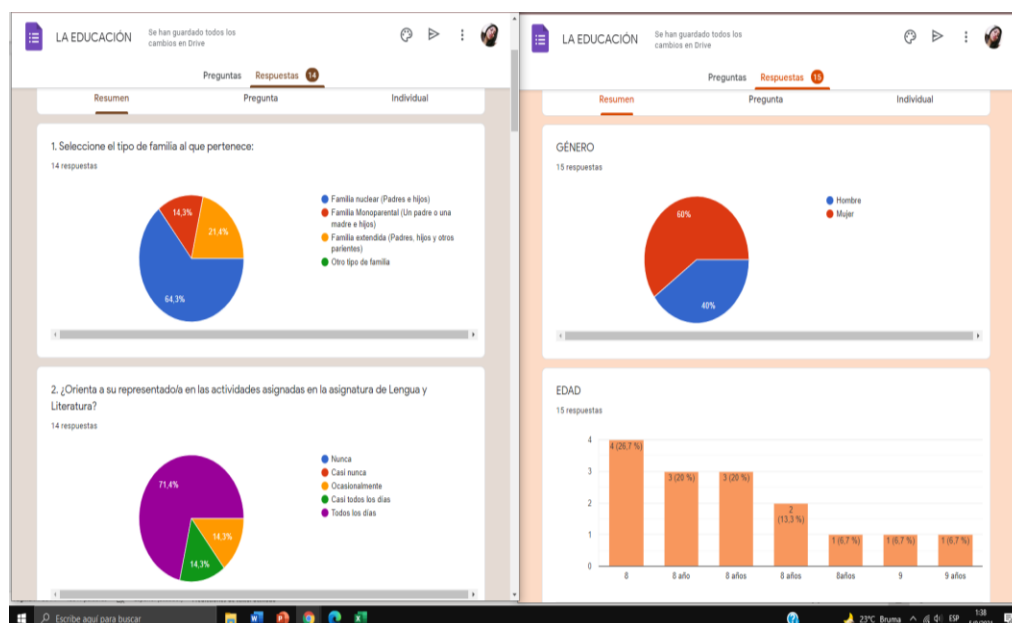 LA EDUCACIÓN
Se han guardado todos los
cambios en Drive
Preguntas Respuestas 14
Resumen Pregunta Individual
1. Seleccione el tipo de familia al que pertenece:
14 respuestas
14,3%
21,4%
64,3%
Familia nuclear (Padres e hijos)
Familia Monoparental (Un padre o una
madre e hijos)
Familia extendida (Padres, hijos y otros
parientes)
Otro tipo de familia
2. ¿Orienta a su representado/a en las actividades asignadas en la asignatura de Lengua y
Literatura?
14 respuestas
71,4%
14,3%
14,3%
Nunca
Casi nunca
Ocasionalmente
Casi todos los días
Todos los días
LA EDUCACIÓN
Se han guardado todos los
cambios en Drive
Preguntas Respuestas 15
Resumen Pregunta Individual
GÉNERO
15 respuestas
60%
40%
Hombre
Mujer
EDAD
15 respuestas
4
3
2
1
0
4 (26,7 %)
3 (20 %)
3 (20 %)
2
(13,3 %)
1 (6,7 %)
1 (6,7 %)
1 (6,7 %)
8 8 año 8 años 8 años 8años 9 9 años
Escribe aquí para buscar
23°C Bruma ESP 1:38